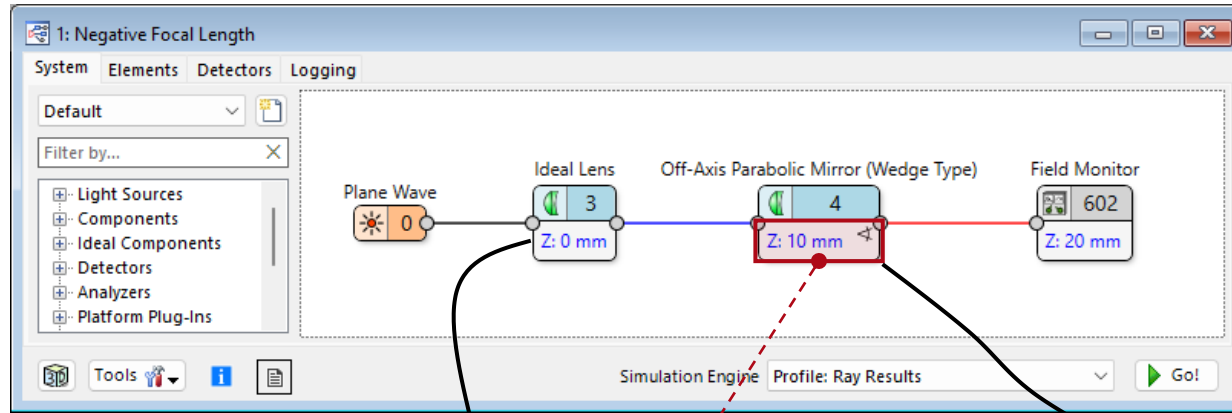 1: Negative Focal Length
System Elements Detectors Logging
Default
Filter by...
Light Sources
Components
Ideal Components
Detectors
Analyzers
Platform Plug-Ins
Plane Wave
0
Ideal Lens
3
Z: 0 mm
Off-Axis Parabolic Mirror (Wedge Type)
4
Z: 10 mm
Field Monitor
602
Z: 20 mm
3D
Tools
i
Simulation Engine Profile: Ray Results
Go!